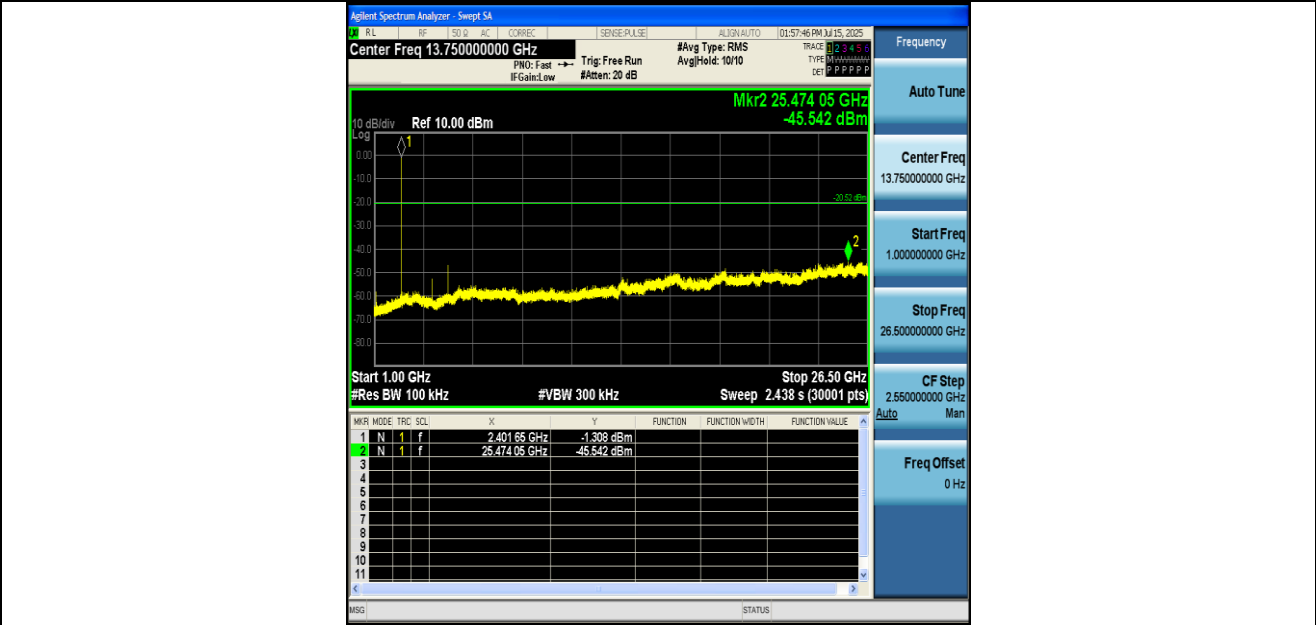 Agilent Spectrum Analyzer - Swept SA
LXI RL RF 50 Ω AC CORREC SENSE:PULSE ALIGN AUTO 01:57:46 PM Jul 15, 2025
Center Freq 13.750000000 GHz
PNO: Fast
IFGain:Low
Trig: Free Run
#Atten: 20 dB
#Avg Type: RMS
Avg|Hold: 10/10
TRACE 1 2 3 4 5 6
TYPE M
DET P P P P P P
Mkr2 25.474 05 GHz
-45.542 dBm
10 dB/div Ref 10.00 dBm
Log
0.00
-10.0
-20.0
-30.0
-40.0
-50.0
-60.0
-70.0
-80.0
1
-20.52 dBm
2
Start 1.00 GHz Stop 26.50 GHz
#Res BW 100 kHz #VBW 300 kHz Sweep 2.438 s (30001 pts)
MKR MODE TRC SCL X Y FUNCTION FUNCTION WIDTH FUNCTION VALUE
1 N 1 f 2.401 65 GHz -1.308 dBm
2 N 1 f 25.474 05 GHz -45.542 dBm
3
4
5
6
7
8
9
10
11
MSG STATUS
Frequency
Auto Tune
Center Freq
13.750000000 GHz
Start Freq
1.000000000 GHz
Stop Freq
26.500000000 GHz
CF Step
2.550000000 GHz
Auto Man
Freq Offset
0 Hz